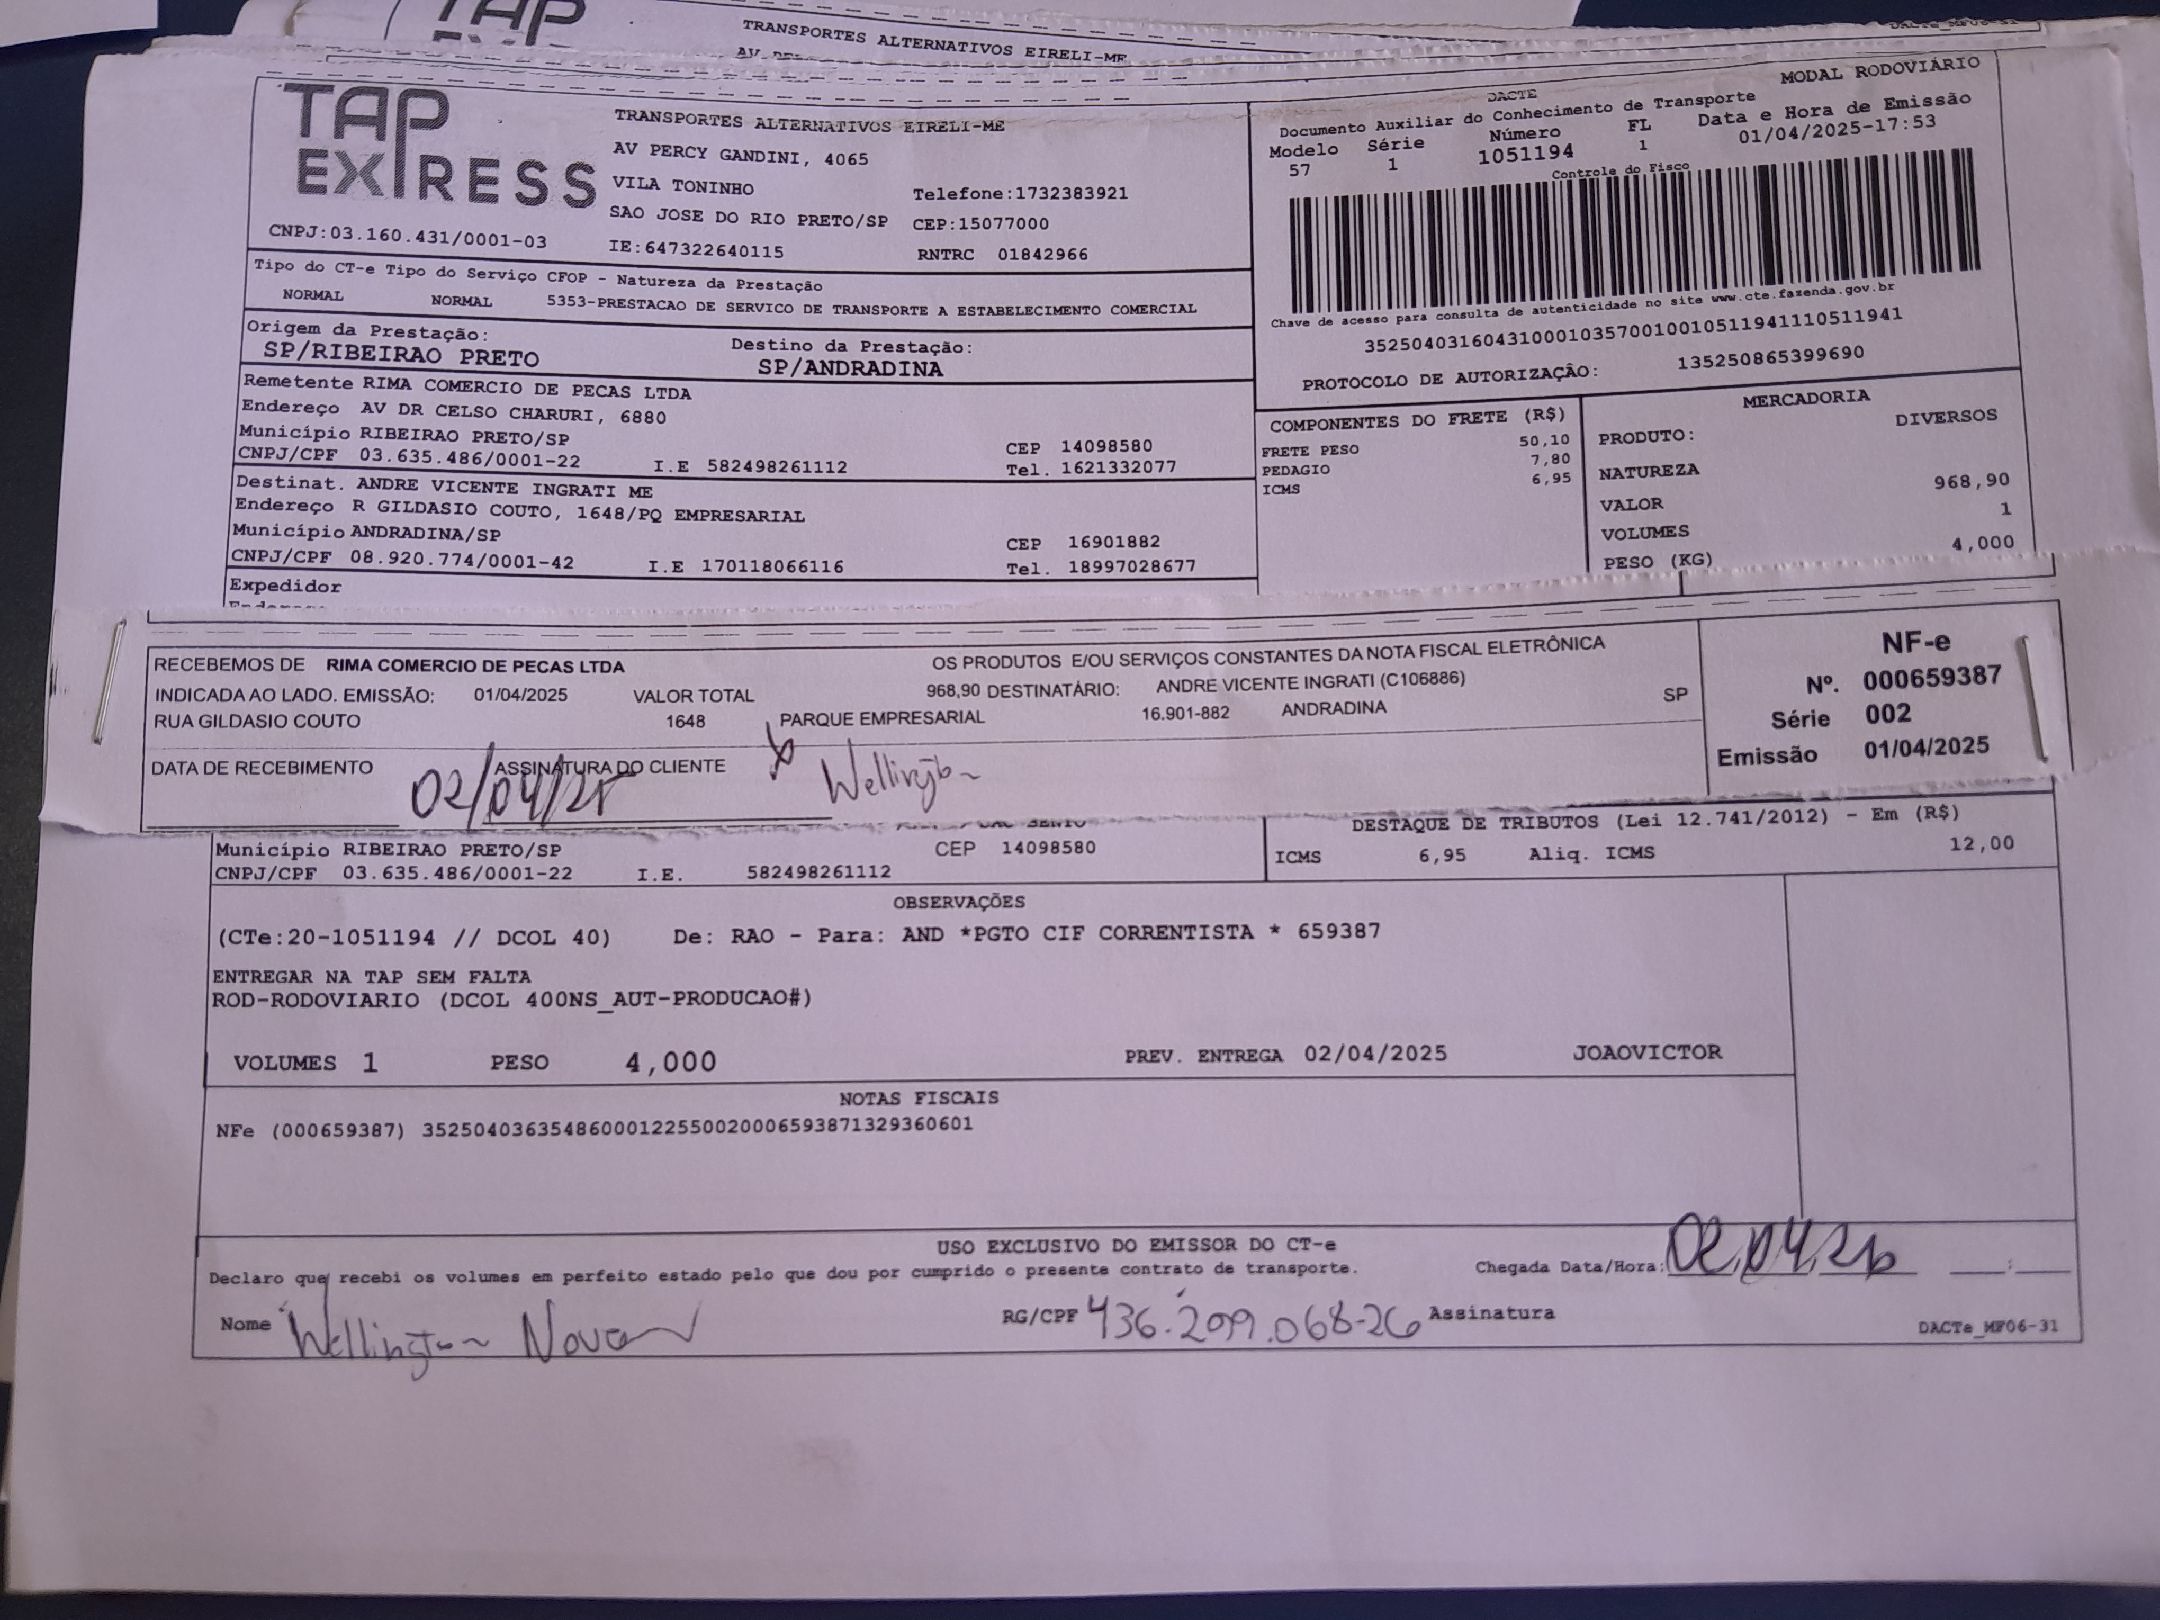 TAP
TRANSPORTES ALTERNATIVOS EIRELI-ME
TAP EXPRESS
TRANSPORTES ALTERNATIVOS EIRELI-ME
AV PERCY GANDINI, 4065
VILA TONINHO Telefone:1732383921
SAO JOSE DO RIO PRETO/SP CEP:15077000
CNPJ:03.160.431/0001-03 IE:647322640115 RNTRC 01842966
DACTE MODAL RODOVIÁRIO
Documento Auxiliar do Conhecimento de Transporte
Modelo Série Número FL Data e Hora de Emissão
57 1 1051194 1 01/04/2025-17:53
Controle do Fisco
Chave de acesso para consulta de autenticidade no site www.cte.fazenda.gov.br
35250403160431000103570010010511941110511941
PROTOCOLO DE AUTORIZAÇÃO: 135250865399690
Tipo do CT-e Tipo do Serviço CFOP - Natureza da Prestação
NORMAL NORMAL 5353-PRESTACAO DE SERVICO DE TRANSPORTE A ESTABELECIMENTO COMERCIAL
Origem da Prestação: Destino da Prestação:
SP/RIBEIRAO PRETO SP/ANDRADINA
Remetente RIMA COMERCIO DE PECAS LTDA
Endereço AV DR CELSO CHARURI, 6880
Município RIBEIRAO PRETO/SP CEP 14098580
CNPJ/CPF 03.635.486/0001-22 I.E 582498261112 Tel. 1621332077
Destinat. ANDRE VICENTE INGRATI ME
Endereço R GILDASIO COUTO, 1648/PQ EMPRESARIAL
Município ANDRADINA/SP CEP 16901882
CNPJ/CPF 08.920.774/0001-42 I.E 170118066116 Tel. 18997028677
Expedidor
COMPONENTES DO FRETE (R$)
FRETE PESO 50,10
PEDAGIO 7,80
ICMS 6,95
MERCADORIA
PRODUTO: DIVERSOS
NATUREZA
VALOR 968,90
VOLUMES 1
PESO (KG) 4,000
RECEBEMOS DE RIMA COMERCIO DE PECAS LTDA OS PRODUTOS E/OU SERVIÇOS CONSTANTES DA NOTA FISCAL ELETRÔNICA
INDICADA AO LADO. EMISSÃO: 01/04/2025 VALOR TOTAL 968,90 DESTINATÁRIO: ANDRE VICENTE INGRATI (C106886)
RUA GILDASIO COUTO 1648 PARQUE EMPRESARIAL 16.901-882 ANDRADINA SP
DATA DE RECEBIMENTO 02/04/25 ASSINATURA DO CLIENTE x Wellington
NF-e
Nº. 000659387
Série 002
Emissão 01/04/2025
Município RIBEIRAO PRETO/SP CEP 14098580
CNPJ/CPF 03.635.486/0001-22 I.E. 582498261112
DESTAQUE DE TRIBUTOS (Lei 12.741/2012) - Em (R$)
ICMS 6,95 Aliq. ICMS 12,00
OBSERVAÇÕES
(CTe:20-1051194 // DCOL 40) De: RAO - Para: AND *PGTO CIF CORRENTISTA * 659387
ENTREGAR NA TAP SEM FALTA
ROD-RODOVIARIO (DCOL 400NS_AUT-PRODUCAO#)
VOLUMES 1 PESO 4,000 PREV. ENTREGA 02/04/2025 JOAOVICTOR
NOTAS FISCAIS
NFe (000659387) 35250403635486000122550020006593871329360601
USO EXCLUSIVO DO EMISSOR DO CT-e
Declaro que recebi os volumes em perfeito estado pelo que dou por cumprido o presente contrato de transporte. Chegada Data/Hora:
Nome Wellington RG/CPF 436.299.068-26 Assinatura
DACTe_MF06-31